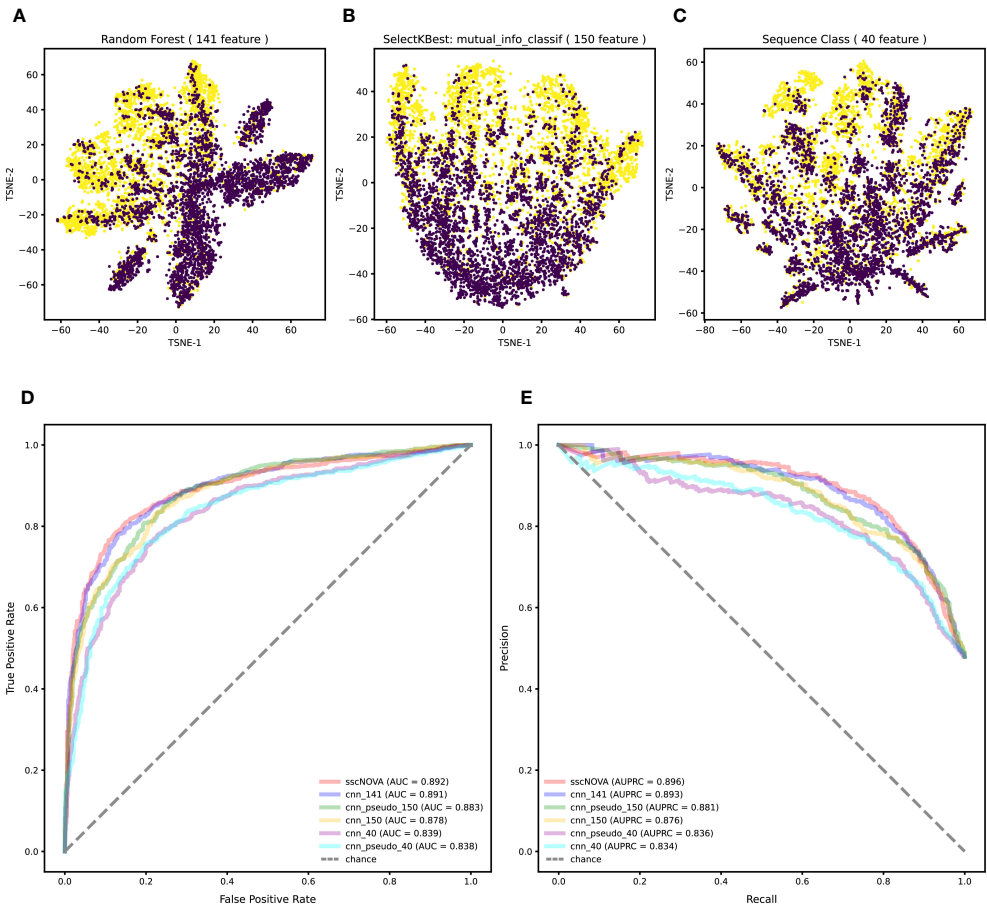 A
B
C
Random Forest ( 141 feature )
SelectKBest: mutual_info_classif ( 150 feature )
Sequence Class ( 40 feature )
TSNE-2
60
40
20
0
−20
−40
−60
−60 −40 −20 0 20 40 60
TSNE-1
TSNE-2
60
40
20
0
−20
−40
−60
−40 −20 0 20 40 60
TSNE-1
TSNE-2
60
40
20
0
−20
−40
−60
−80 −60 −40 −20 0 20 40 60
TSNE-1
D
E
True Positive Rate
1.0
0.8
0.6
0.4
0.2
0.0
0.0 0.2 0.4 0.6 0.8 1.0
False Positive Rate
sscNOVA (AUC = 0.892)
cnn_141 (AUC = 0.891)
cnn_pseudo_150 (AUC = 0.883)
cnn_150 (AUC = 0.878)
cnn_40 (AUC = 0.839)
cnn_pseudo_40 (AUC = 0.838)
chance
Precision
1.0
0.8
0.6
0.4
0.2
0.0
0.0 0.2 0.4 0.6 0.8 1.0
Recall
sscNOVA (AUPRC = 0.896)
cnn_141 (AUPRC = 0.893)
cnn_pseudo_150 (AUPRC = 0.881)
cnn_150 (AUPRC = 0.876)
cnn_pseudo_40 (AUPRC = 0.836)
cnn_40 (AUPRC = 0.834)
chance